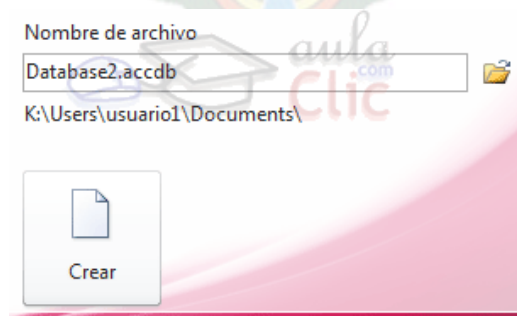 Nombre de archivo
aula
.com
Clic
Database2.accdb
K:\Users\usuario1\Documents\
Crear